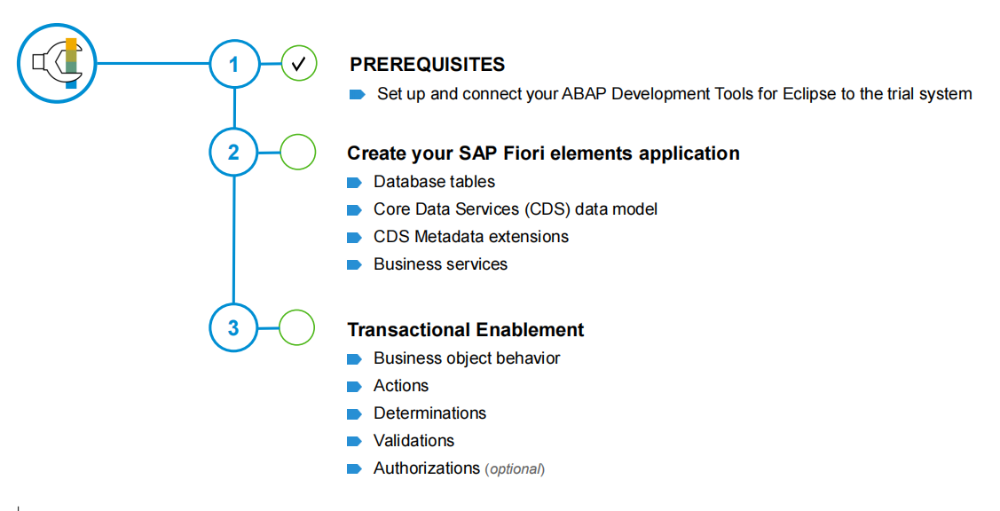 1
PREREQUISITES
Set up and connect your ABAP Development Tools for Eclipse to the trial system
2
Create your SAP Fiori elements application
Database tables
Core Data Services (CDS) data model
CDS Metadata extensions
Business services
3
Transactional Enablement
Business object behavior
Actions
Determinations
Validations
Authorizations (optional)